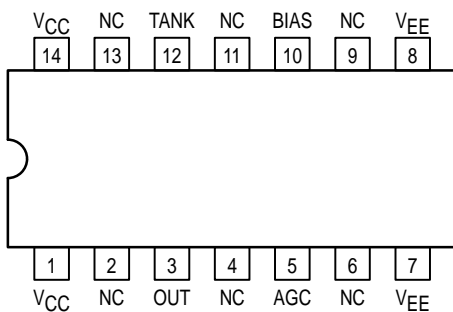 VCC NC TANK NC BIAS NC VEE
14 13 12 11 10 9 8
1 2 3 4 5 6 7
VCC NC OUT NC AGC NC VEE